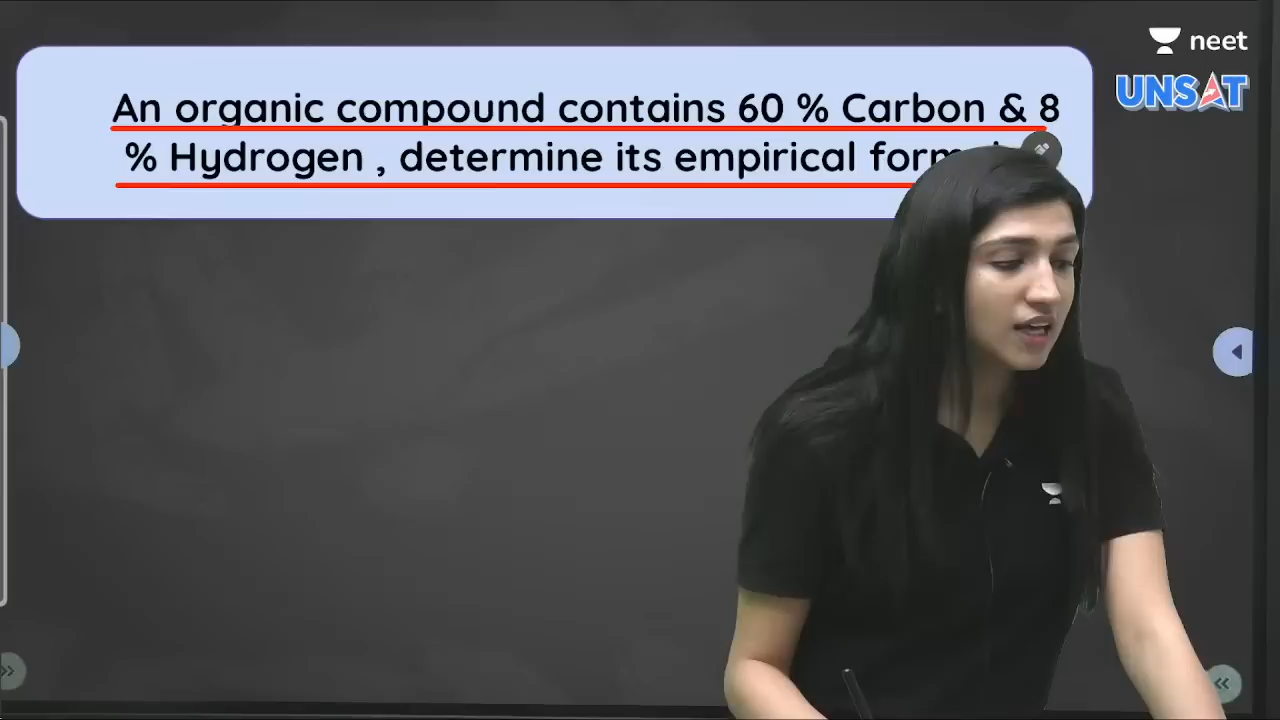 neet
UNSAT
An organic compound contains 60 % Carbon & 8
% Hydrogen , determine its empirical